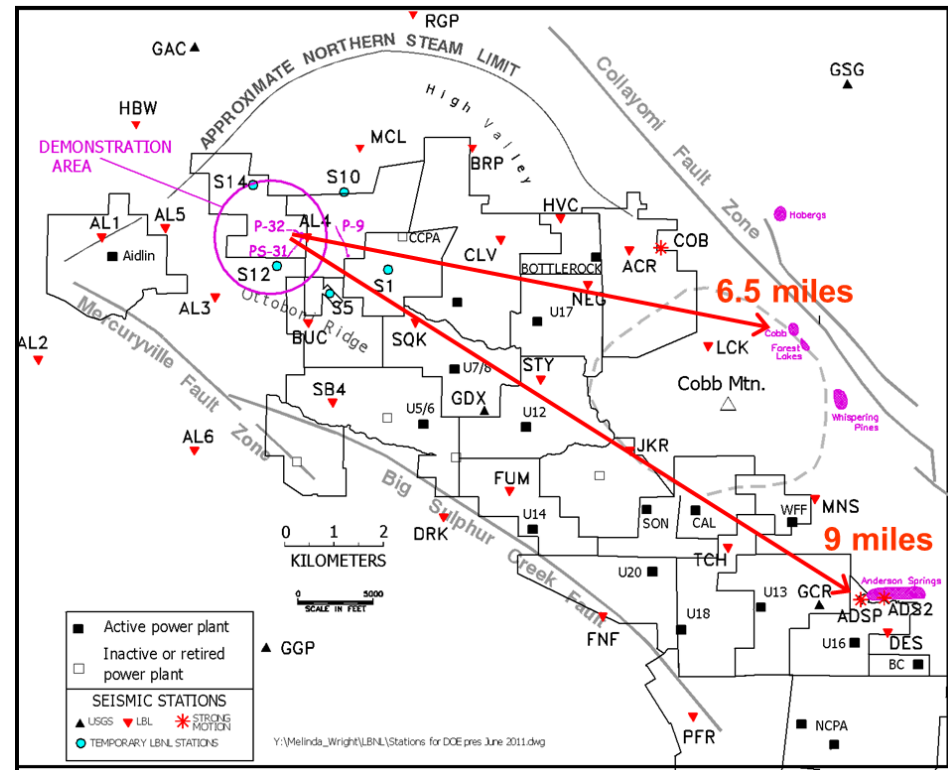 RGP
GAC
APPROXIMATE NORTHERN STEAM LIMIT
Collayomi Fault Zone
GSG
High Valley
HBW
DEMONSTRATION
AREA
MCL
BRP
S14
S10
Hobergs
HVC
AL1
AL5
P-32
AL4
P-9
CCPA
COB
ACR
CLV
Aidlin
PS-31
S12
S1
BOTTLEROCK
NEG
6.5 miles
AL3
Ottoboni Ridge
S5
U17
Cobb
Forest
Lakes
Mercuryville Fault Zone
BUC
SQK
LCK
AL2
U7/8
STY
Cobb Mtn.
SB4
GDX
U5/6
U12
Whispering
Pines
AL6
JKR
Big Sulphur Creek Fault
FUM
MNS
DRK
U14
SON
CAL
WFF
0 1 2
KILOMETERS
9 miles
TCH
0 5000
SCALE IN FEET
U20
Anderson Springs
U13
GCR
ADSP
ADS2
U18
FNF
DES
U16
BC
GGP
PFR
NCPA
Active power plant
Inactive or retired
power plant
SEISMIC STATIONS
USGS LBL STRONG
MOTION
TEMPORARY LBNL STATIONS
Y:\Melinda_Wright\LBNL\Stations for DOE pres June 2011.dwg